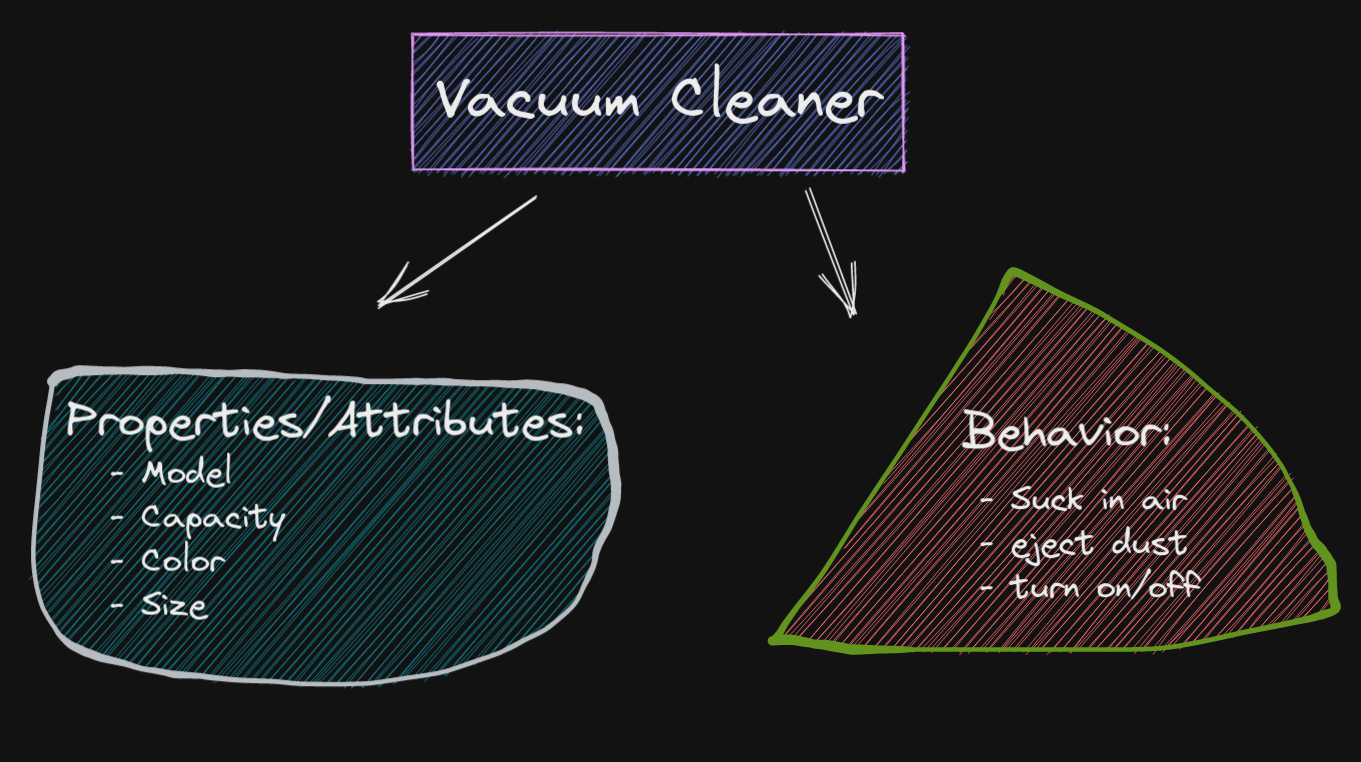 Vacuum Cleaner
Properties/Attributes:
- Model
- Capacity
- Color
- Size
Behavior:
- Suck in air
- eject dust
- turn on/off